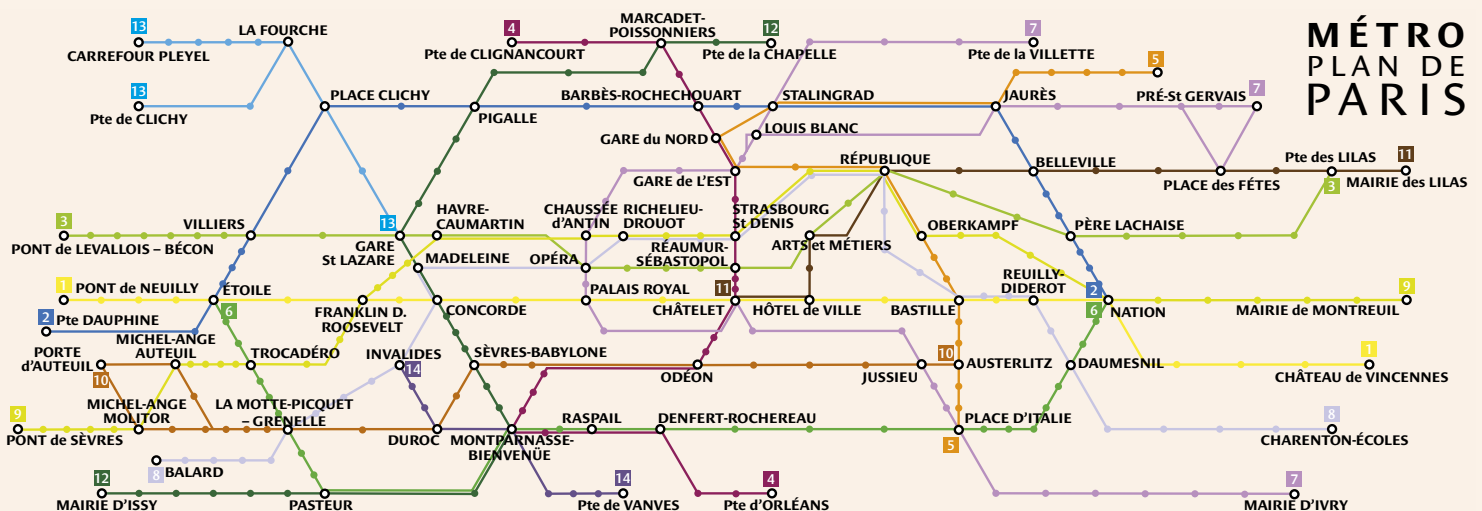 MÉTRO
PLAN DE
PARIS
13
CARREFOUR PLEYEL
LA FOURCHE
4
Pte de CLIGNANCOURT
MARCADET-
POISSONNIERS
12
Pte de la CHAPELLE
7
Pte de la VILLETTE
5
13
Pte de CLICHY
PLACE CLICHY
PIGALLE
BARBÈS-ROCHECHOUART
STALINGRAD
JAURÈS
PRÉ-St GERVAIS
7
GARE du NORD
LOUIS BLANC
GARE de L'EST
RÉPUBLIQUE
BELLEVILLE
PLACE des FÊTES
Pte des LILAS
3
11
MAIRIE des LILAS
3
PONT de LEVALLOIS – BÉCON
VILLIERS
13
GARE
St LAZARE
HAVRE-
CAUMARTIN
CHAUSSÉE
d'ANTIN
RICHELIEU-
DROUOT
STRASBOURG
St DENIS
ARTS et MÉTIERS
OBERKAMPF
PÈRE LACHAISE
MADELEINE
OPÉRA
RÉAUMUR-
SÉBASTOPOL
1
PONT de NEUILLY
ÉTOILE
6
FRANKLIN D.
ROOSEVELT
CONCORDE
PALAIS ROYAL
11
CHÂTELET
HÔTEL de VILLE
BASTILLE
REUILLY-
DIDEROT
2
6
NATION
9
MAIRIE de MONTREUIL
2
Pte DAUPHINE
PORTE
d'AUTEUIL
10
MICHEL-ANGE
AUTEUIL
TROCADÉRO
INVALIDES
14
SÈVRES-BABYLONE
ODÉON
JUSSIEU
10
AUSTERLITZ
DAUMESNIL
1
CHÂTEAU de VINCENNES
9
PONT de SÈVRES
MICHEL-ANGE
MOLITOR
LA MOTTE-PICQUET
– GRENELLE
DUROC
MONTPARNASSE-
BIENVENÜE
RASPAIL
DENFERT-ROCHEREAU
PLACE D'ITALIE
5
8
CHARENTON-ÉCOLES
8
BALARD
12
MAIRIE D'ISSY
PASTEUR
14
Pte de VANVES
4
Pte d'ORLÉANS
7
MAIRIE D'IVRY